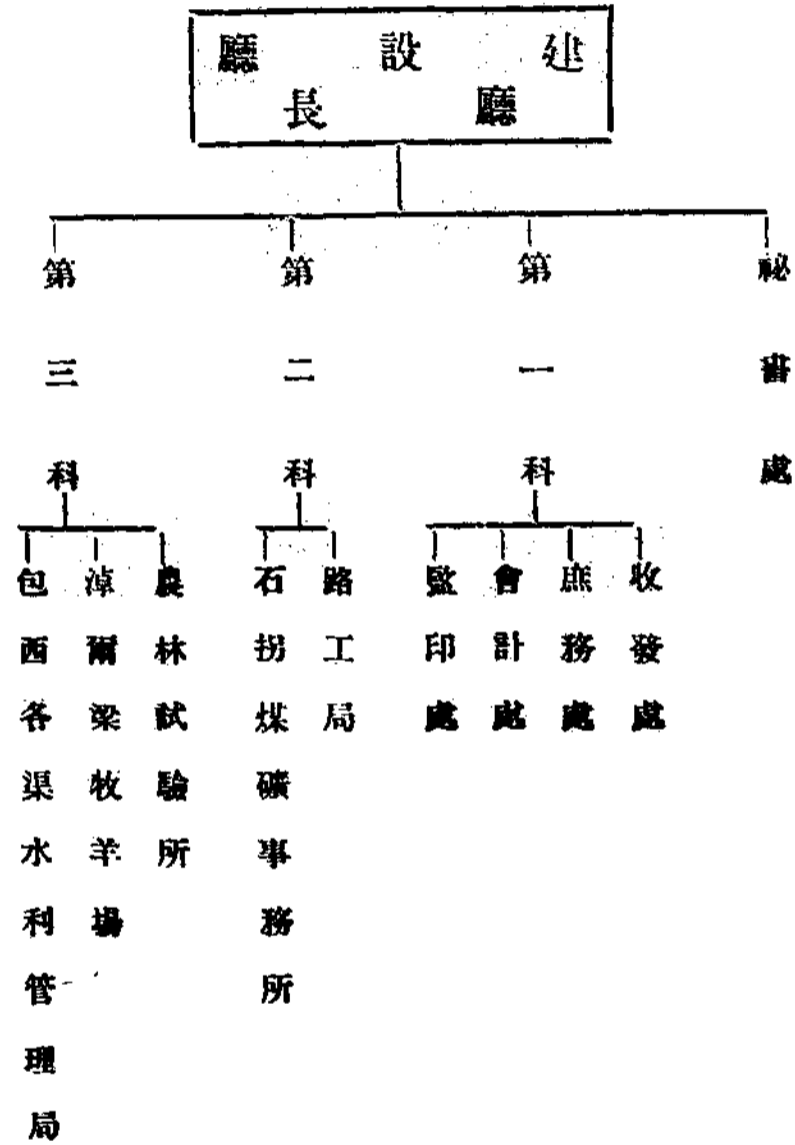 建設廳
廳長
祕書處
第一科
收發處
庶務處
會計處
監印處
第二科
路工局
石拐煤礦事務所
第三科
農林試驗所
淖爾梁牧羊場
包西各渠水利管理局